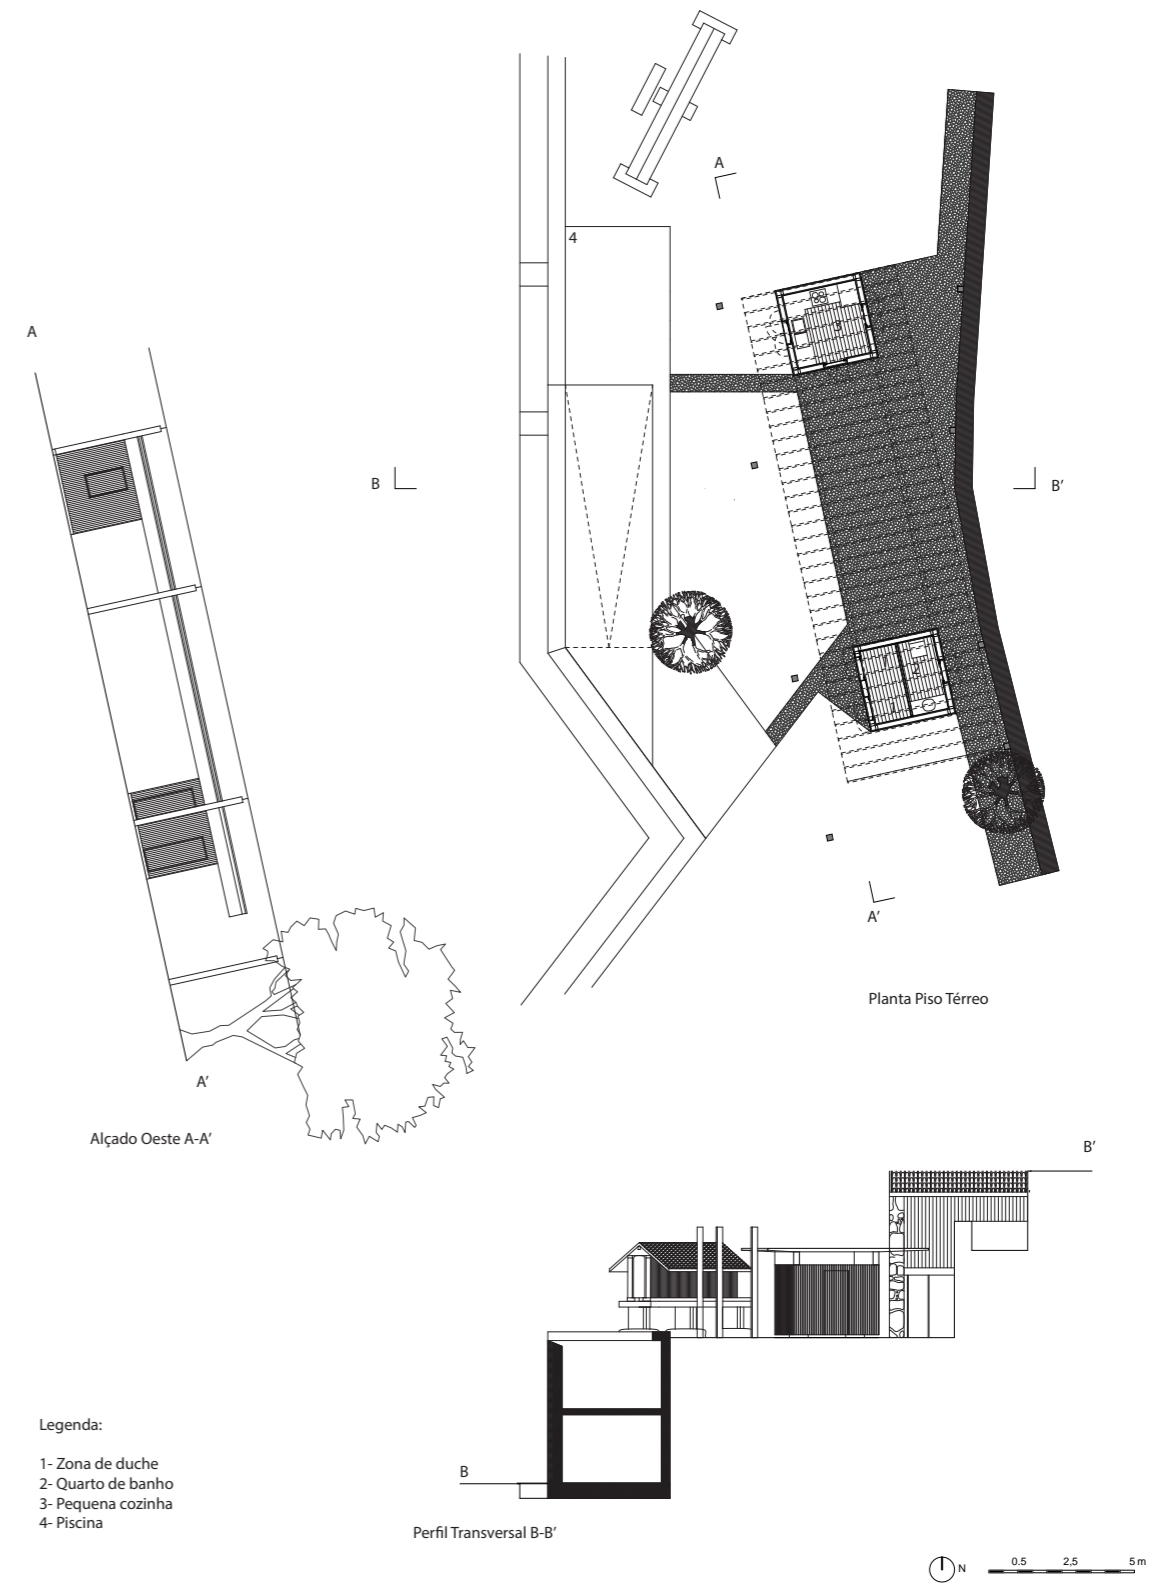 A
4
A
B
B'
A'
Planta Piso Térreo
A'
Alçado Oeste A-A'
B'
Legenda:
1- Zona de duche
2- Quarto de banho
3- Pequena cozinha
4- Piscina
B
Perfil Transversal B-B'
N
0.5 2,5 5 m